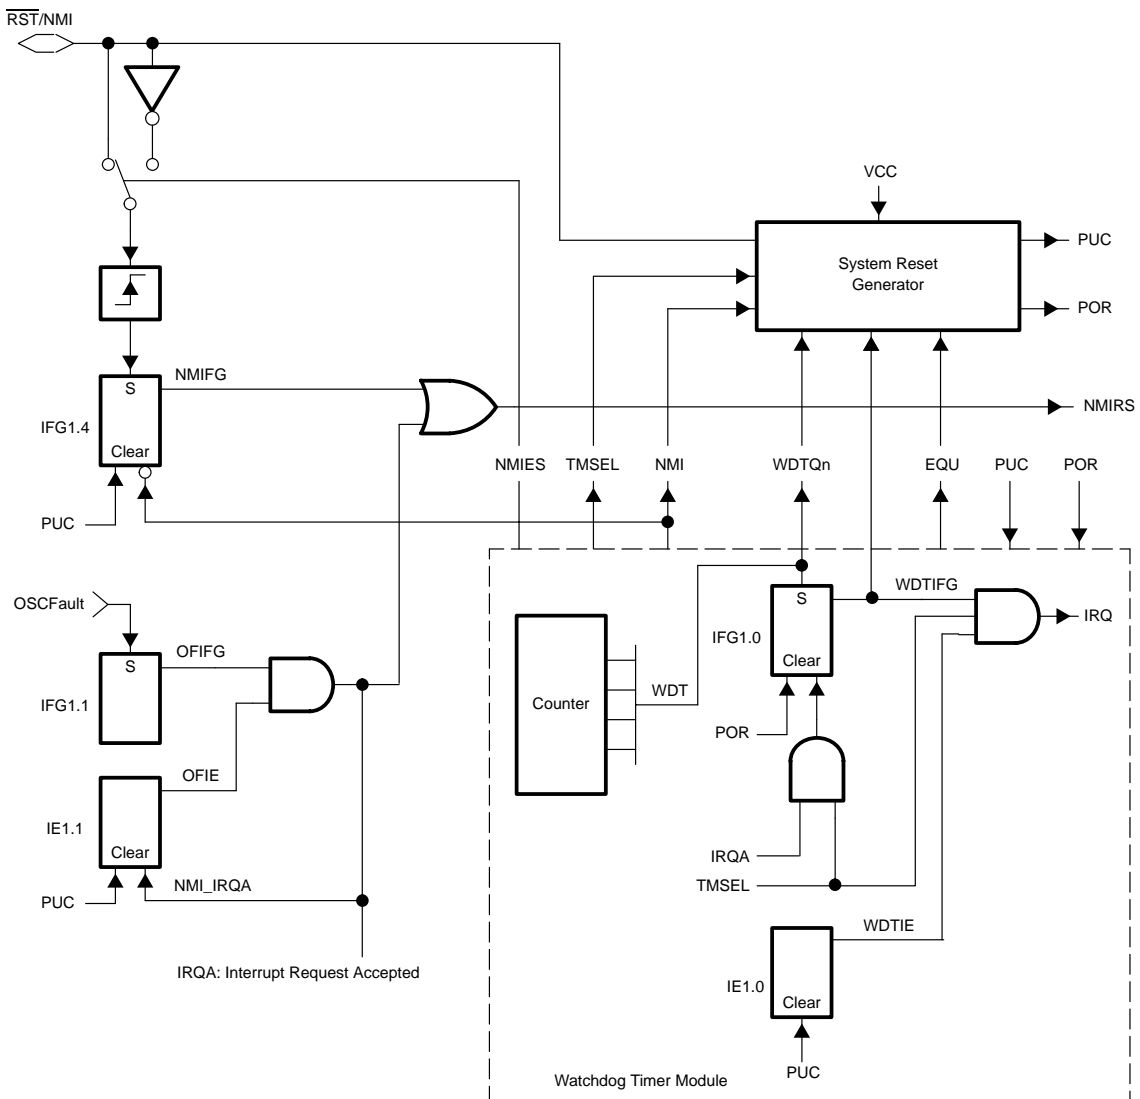 RST/NMI
VCC
System Reset
Generator
PUC
POR
S
NMIFG
IFG1.4
Clear
NMIRS
NMIES
TMSEL
NMI
WDTQn
EQU
PUC
POR
PUC
OSCFault
S
OFIFG
IFG1.1
S
WDTIFG
IFG1.0
Clear
IRQ
Counter
WDT
POR
OFIE
IE1.1
Clear
NMI_IRQA
PUC
IRQA
TMSEL
WDTIE
IE1.0
Clear
IRQA: Interrupt Request Accepted
PUC
Watchdog Timer Module